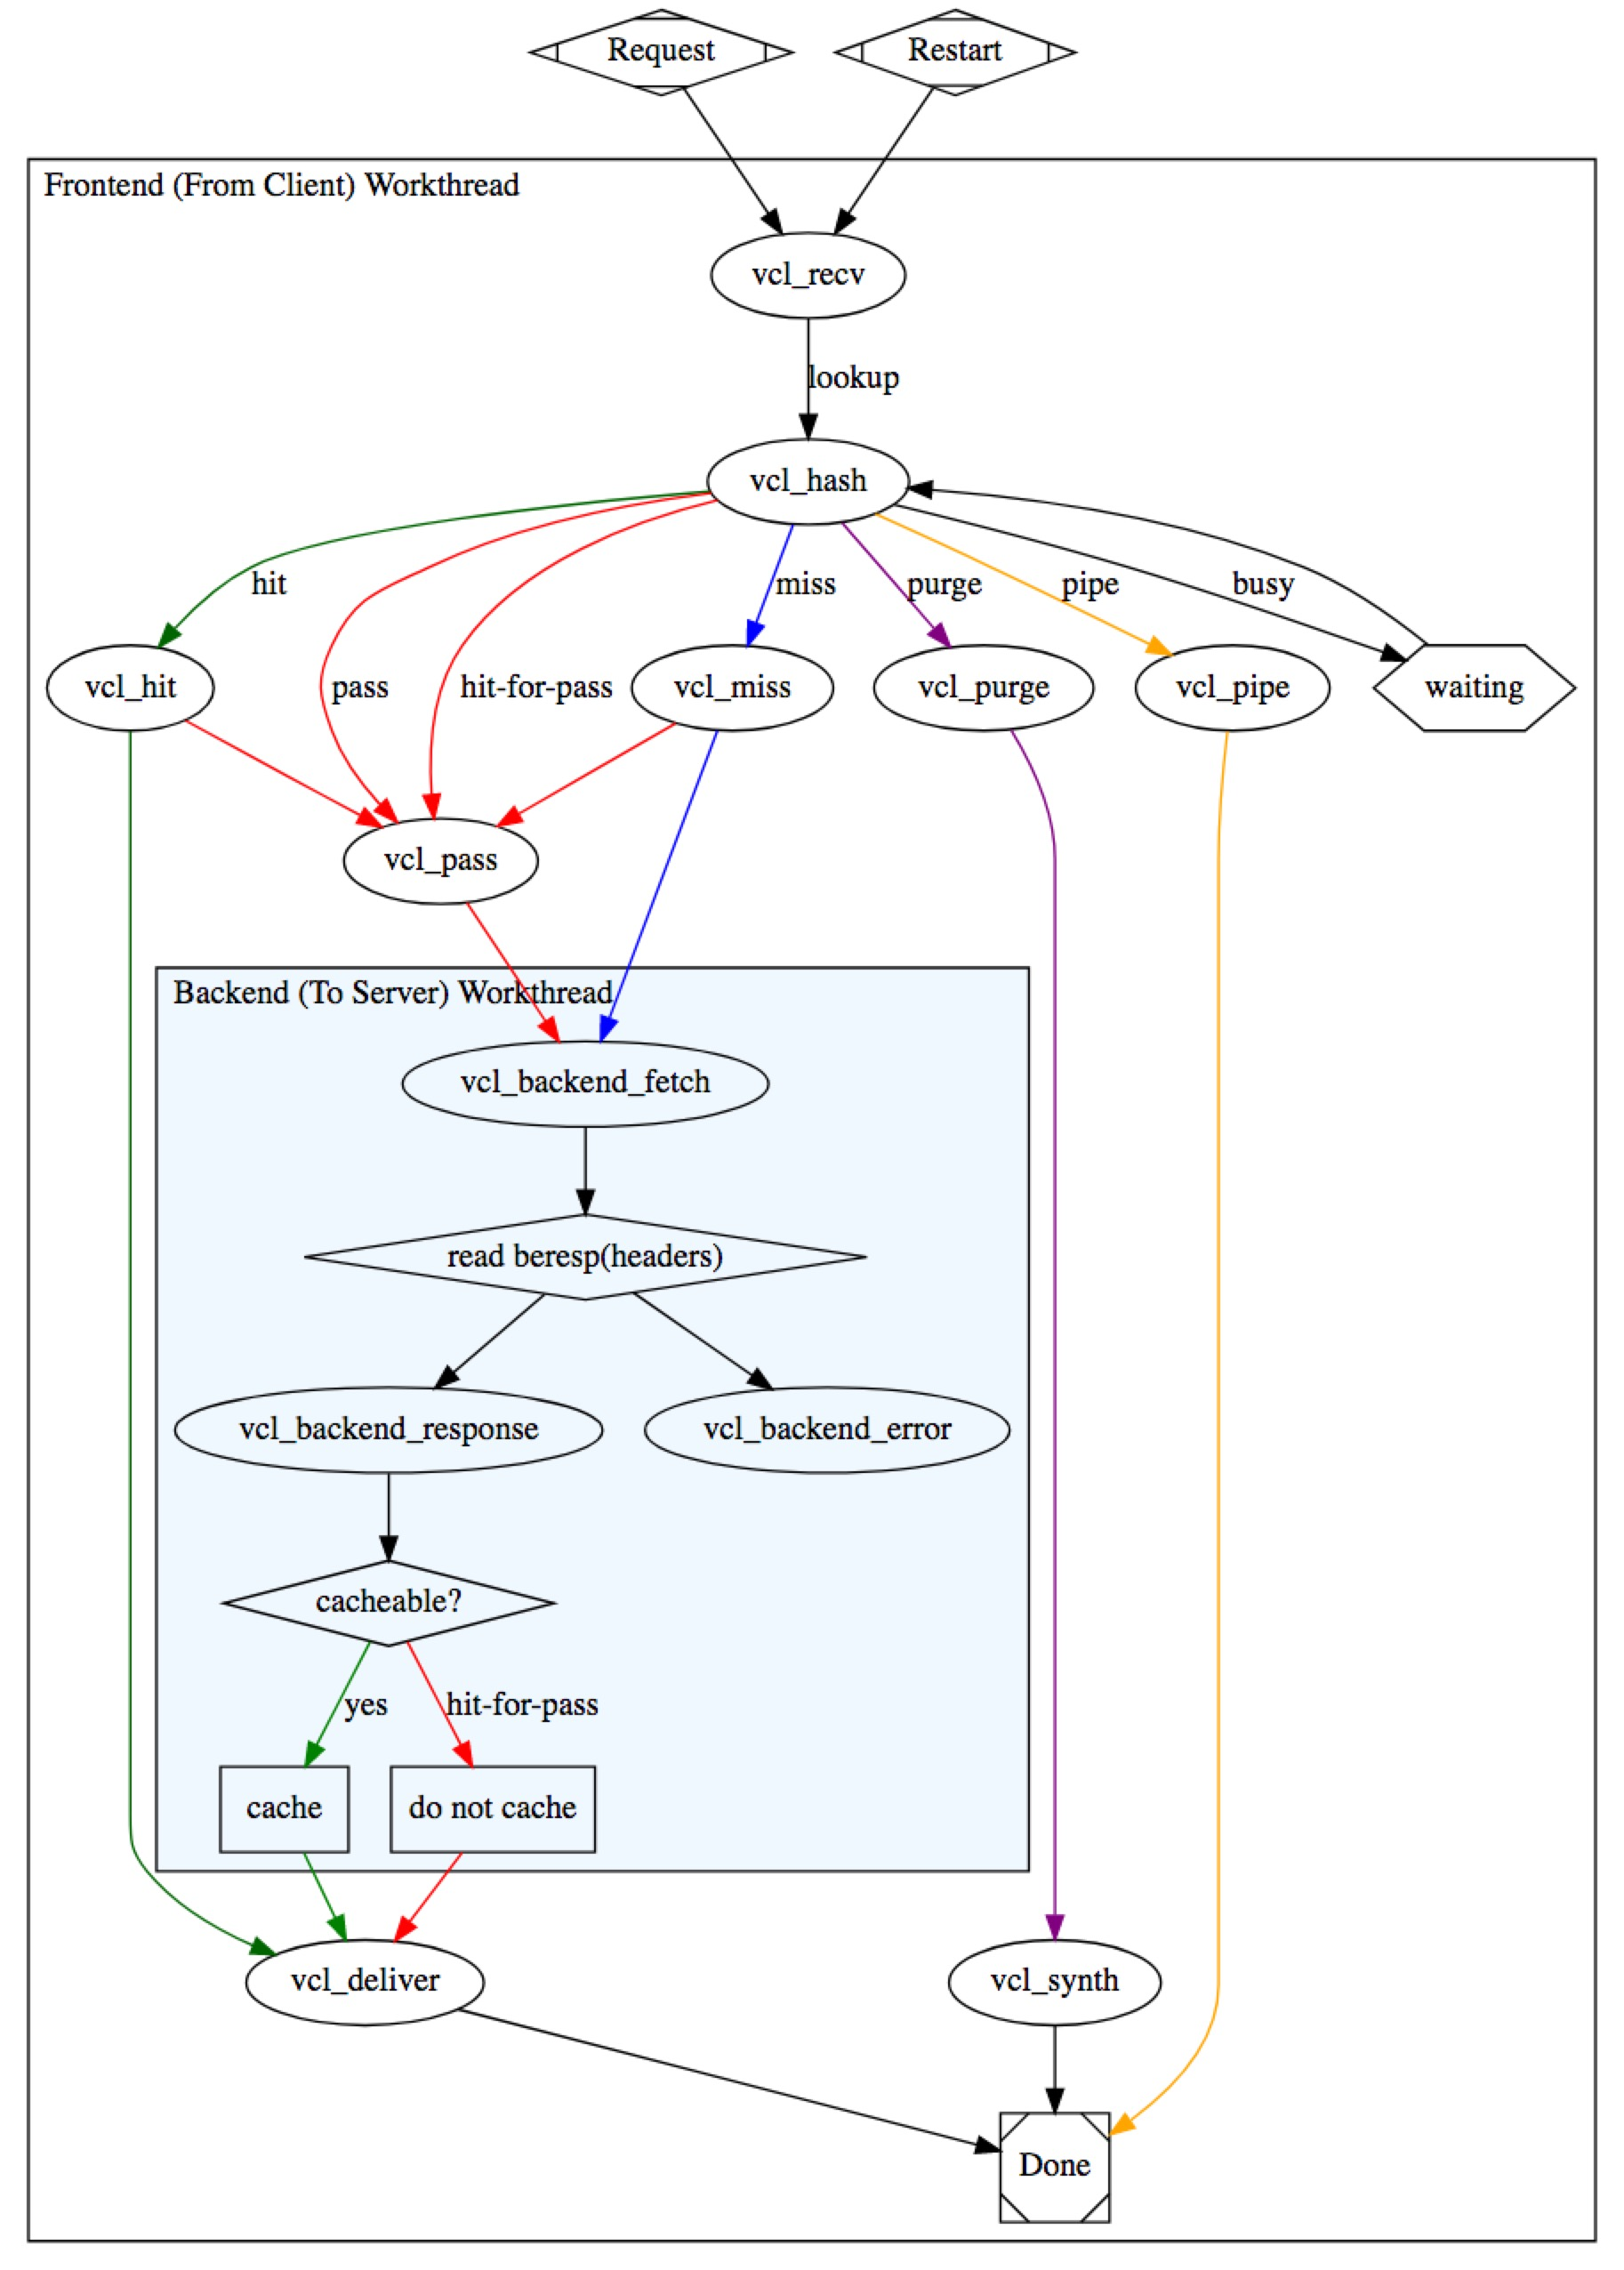 Request
Restart
Frontend (From Client) Workthread
vcl_recv
lookup
vcl_hash
hit
miss
purge
pipe
busy
vcl_hit
pass
hit-for-pass
vcl_miss
vcl_purge
vcl_pipe
waiting
vcl_pass
Backend (To Server) Workthread
vcl_backend_fetch
read beresp(headers)
vcl_backend_response
vcl_backend_error
cacheable?
yes
hit-for-pass
cache
do not cache
vcl_deliver
vcl_synth
Done